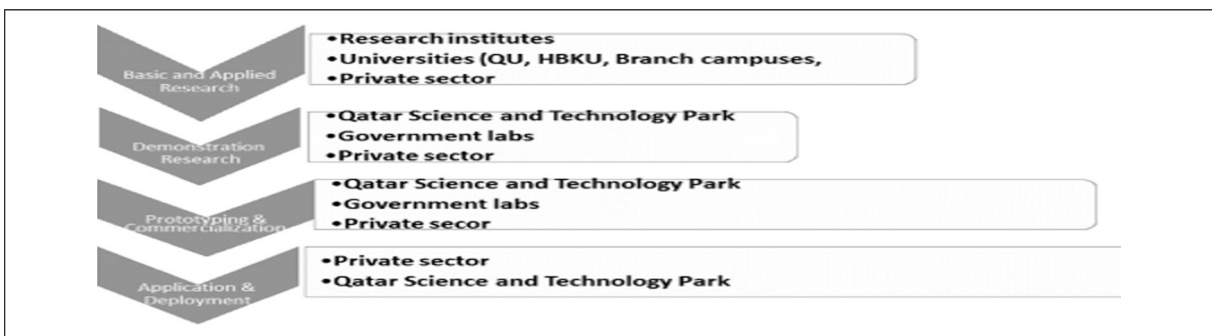 Basic and Applied
Research
•Research institutes
•Universities (QU, HBKU, Branch campuses,
•Private sector
Demonstration
Research
•Qatar Science and Technology Park
•Government labs
•Private sector
Prototyping &
Commercialization
•Qatar Science and Technology Park
•Government labs
•Private secor
Application &
Deployment
•Private sector
•Qatar Science and Technology Park